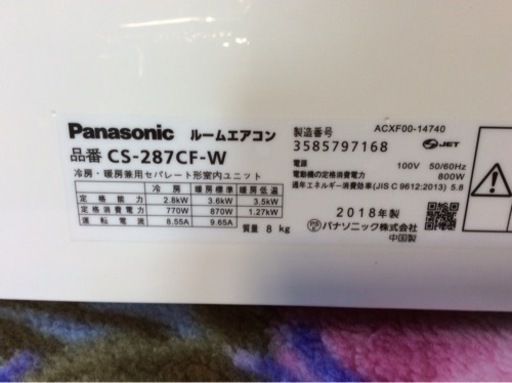 Panasonic ルームエアコン
品番 CS-287CF-W
冷房・暖房兼用セパレート形室内ユニット
冷房 暖房標準 暖房低温
定格能力 2.8kW 3.6kW 3.5kW
定格消費電力 770W 870W 1.27kW
運転電流 8.55A 9.65A
質量 8 kg
ACXF00-14740
製造番号
3585797168
JET
電源 100V 50/60Hz
電動機の定格消費電力 800W
通年エネルギー消費効率(JIS C 9612:2013) 5.8
2018年製
パナソニック株式会社
中国製